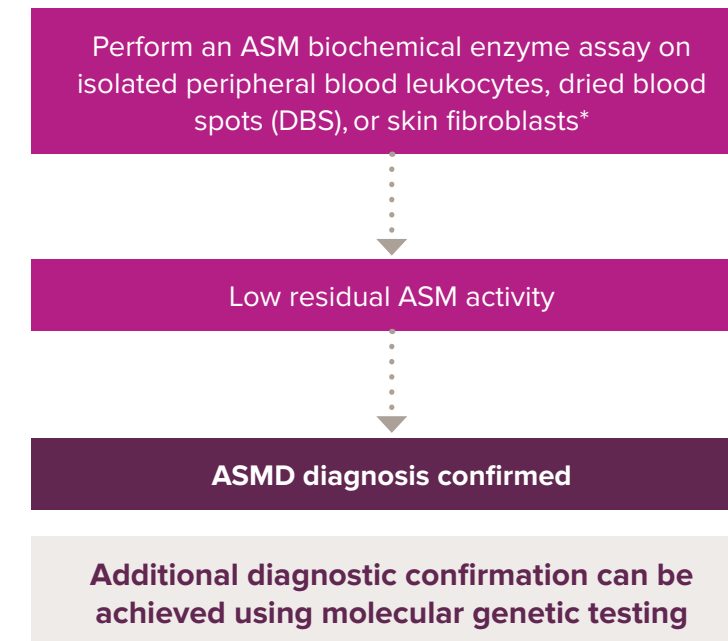 Perform an ASM biochemical enzyme assay on
isolated peripheral blood leukocytes, dried blood
spots (DBS), or skin fibroblasts*
Low residual ASM activity
ASMD diagnosis confirmed
Additional diagnostic confirmation can be
achieved using molecular genetic testing